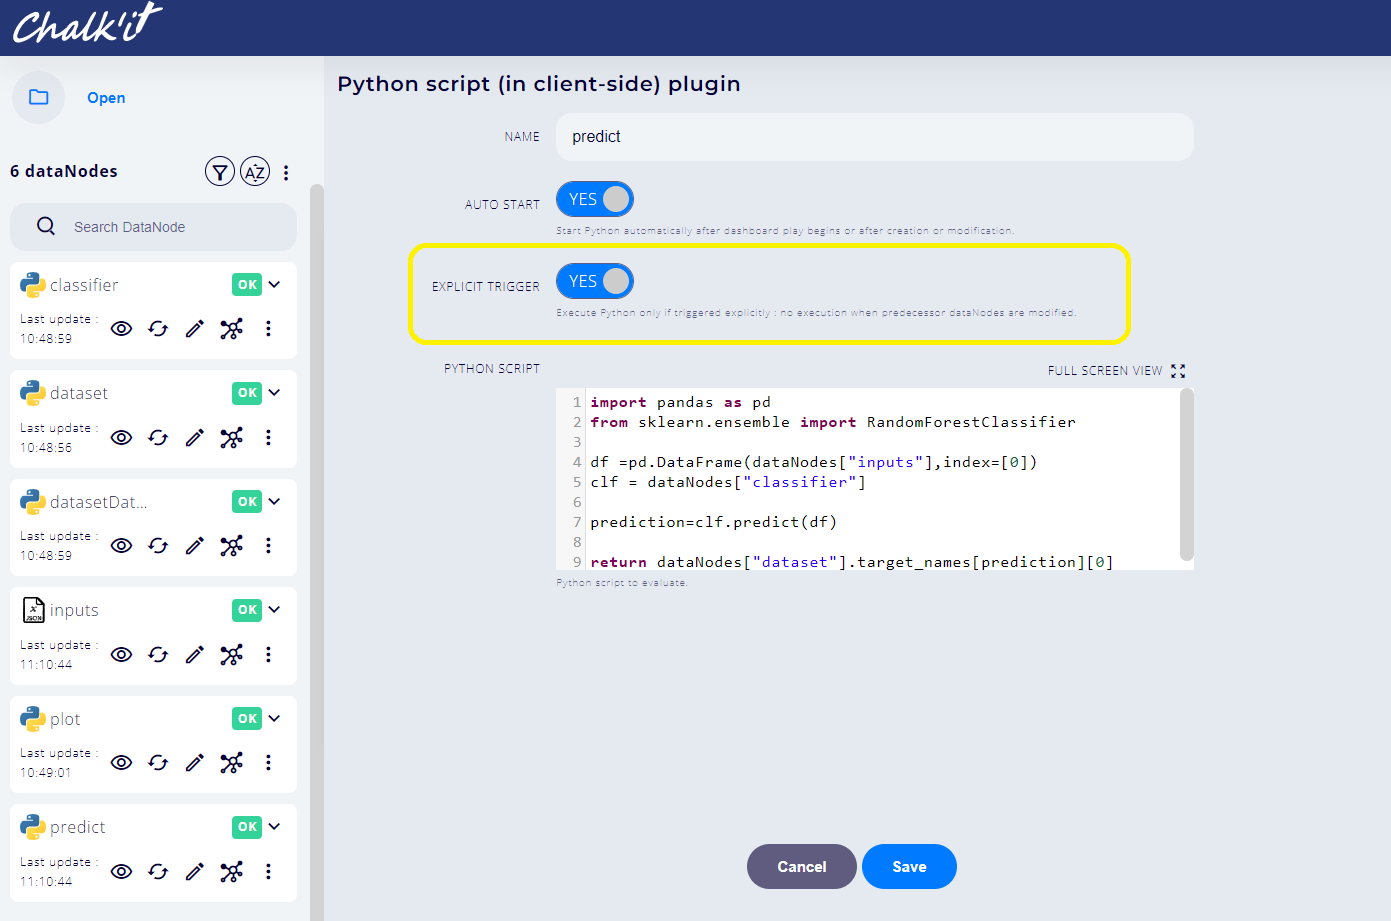 Chalk'it
Open
6 dataNodes
AZ
Search DataNode
classifier OK
Last update :
10:48:59
dataset OK
Last update :
10:48:56
datasetDat... OK
Last update :
10:48:59
JSON
inputs OK
Last update :
11:10:44
plot OK
Last update :
10:49:01
predict OK
Last update :
11:10:44
Python script (in client-side) plugin
NAME predict
AUTO START YES
Start Python automatically after dashboard play begins or after creation or modification.
EXPLICIT TRIGGER YES
Execute Python only if triggered explicitly : no execution when predecessor dataNodes are modified.
PYTHON SCRIPT FULL SCREEN VIEW
1 import pandas as pd
2 from sklearn.ensemble import RandomForestClassifier
3
4 df =pd.DataFrame(dataNodes["inputs"],index=[0])
5 clf = dataNodes["classifier"]
6
7 prediction=clf.predict(df)
8
9 return dataNodes["dataset"].target_names[prediction][0]
Python script to evaluate.
Cancel Save